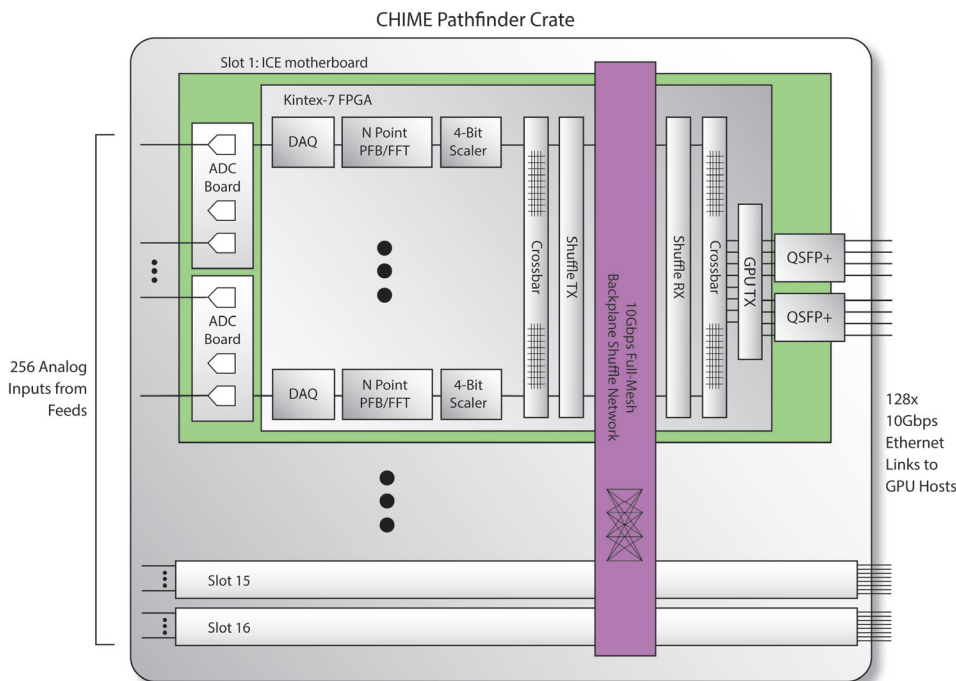 CHIME Pathfinder Crate
Slot 1: ICE motherboard
Kintex-7 FPGA
ADC
Board
DAQ
N Point
PFB/FFT
4-Bit
Scaler
Crossbar
Shuffle TX
10Gbps Full-Mesh
Backplane Shuffle Network
Shuffle RX
Crossbar
GPU TX
QSFP+
QSFP+
ADC
Board
DAQ
N Point
PFB/FFT
4-Bit
Scaler
256 Analog
Inputs from
Feeds
128x
10Gbps
Ethernet
Links to
GPU Hosts
Slot 15
Slot 16